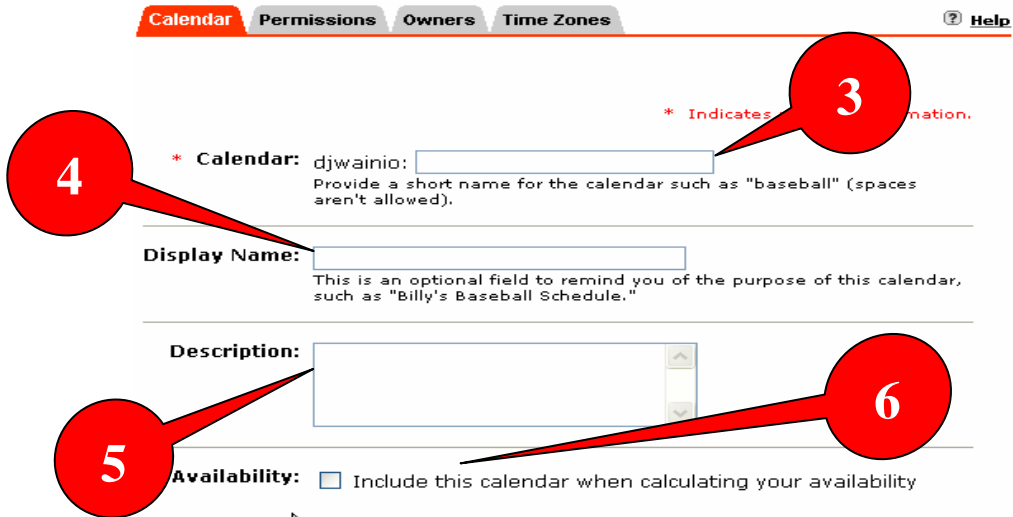 Calendar Permissions Owners Time Zones ? Help
3
* Indicates mation.
* Calendar: djwainio:
Provide a short name for the calendar such as "baseball" (spaces
aren't allowed).
4
Display Name:
This is an optional field to remind you of the purpose of this calendar,
such as "Billy's Baseball Schedule."
Description:
6
5
Availability: Include this calendar when calculating your availability